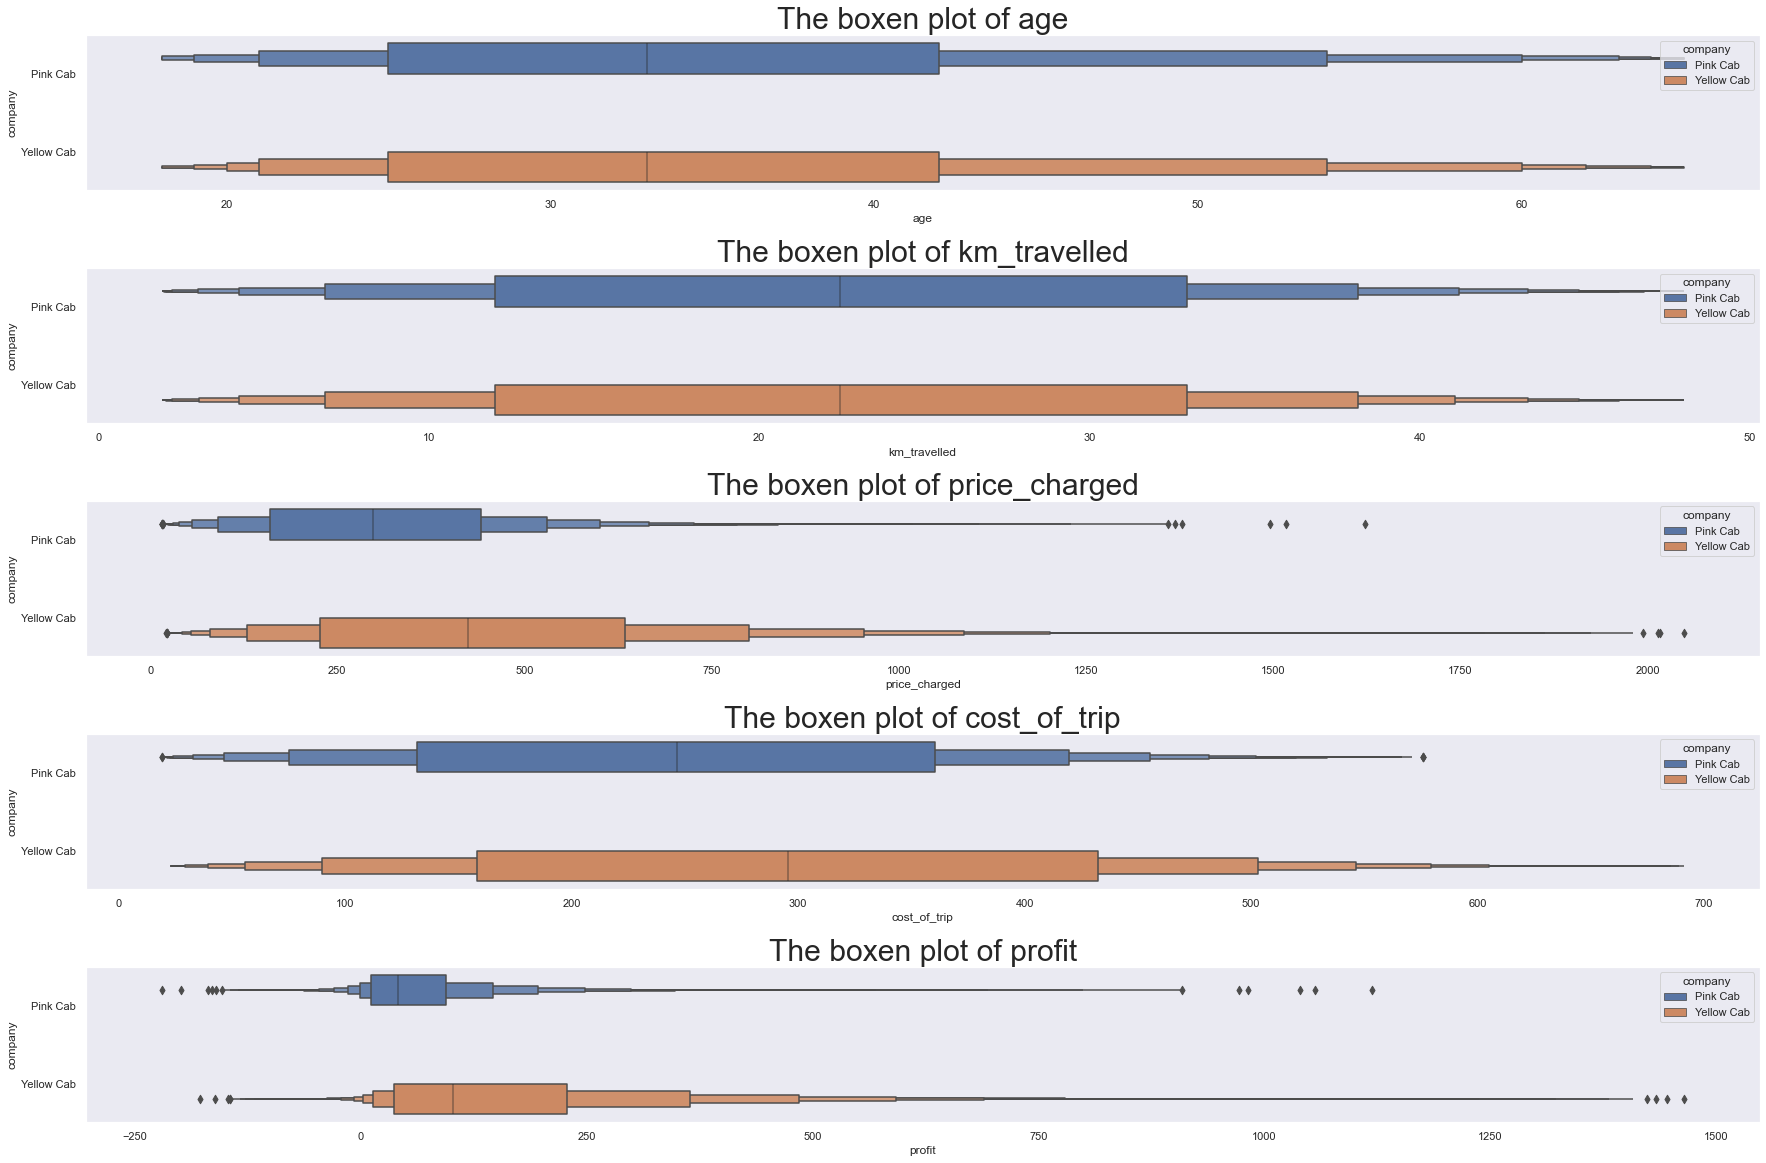 The boxen plot of age
company
Pink Cab
Yellow Cab
company
Pink Cab
Yellow Cab
20 30 40 50 60
age
The boxen plot of km_travelled
company
Pink Cab
Yellow Cab
company
Pink Cab
Yellow Cab
0 10 20 30 40 50
km_travelled
The boxen plot of price_charged
company
Pink Cab
Yellow Cab
company
Pink Cab
Yellow Cab
0 250 500 750 1000 1250 1500 1750 2000
price_charged
The boxen plot of cost_of_trip
company
Pink Cab
Yellow Cab
company
Pink Cab
Yellow Cab
0 100 200 300 400 500 600 700
cost_of_trip
The boxen plot of profit
company
Pink Cab
Yellow Cab
company
Pink Cab
Yellow Cab
−250 0 250 500 750 1000 1250 1500
profit